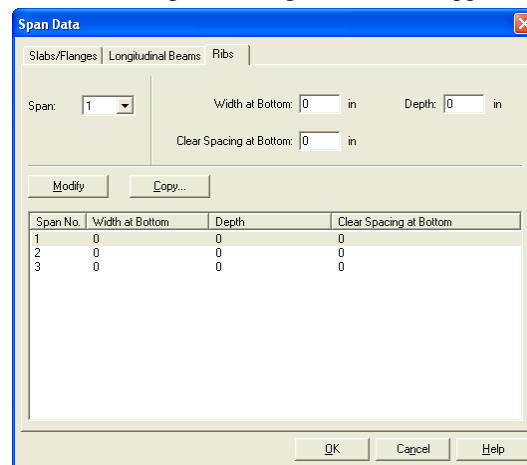 Span Data
Slabs/Flanges Longitudinal Beams Ribs
Span: 1 Width at Bottom: 0 in Depth: 0 in
Clear Spacing at Bottom: 0 in
Modify Copy...
Span No. Width at Bottom Depth Clear Spacing at Bottom
1 0 0 0
2 0 0 0
3 0 0 0
OK Cancel Help